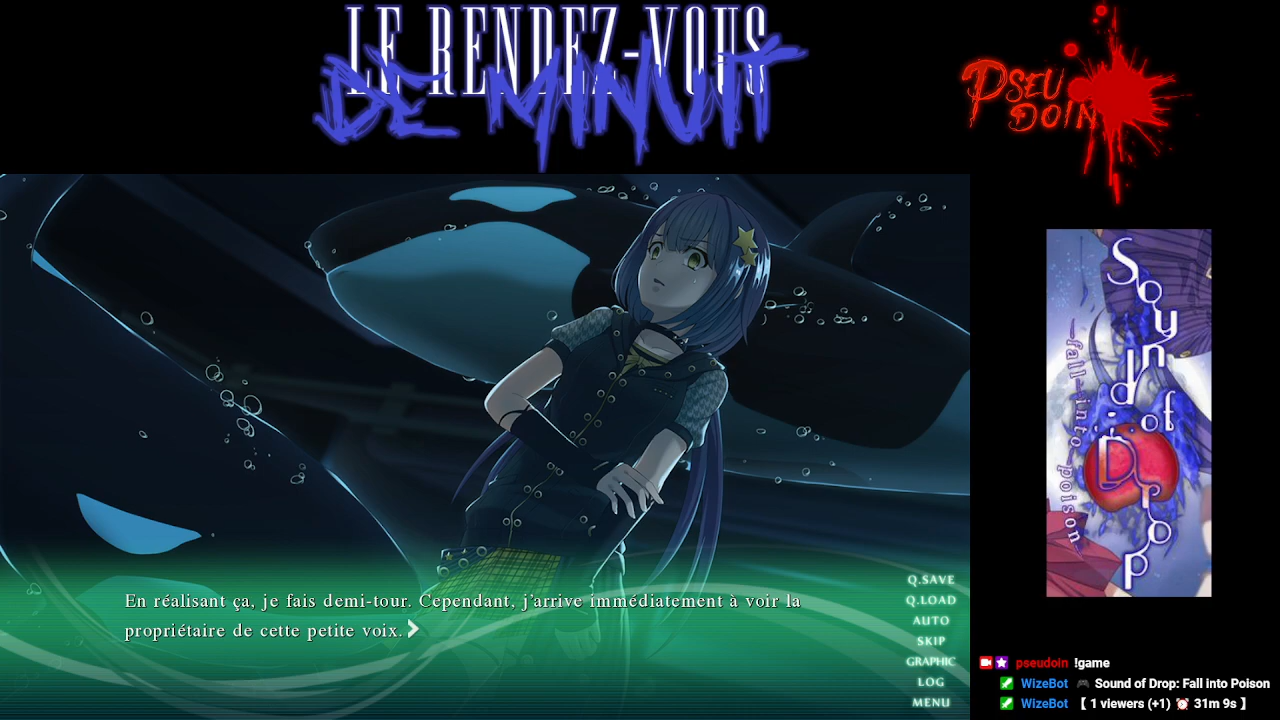 LE RENDEZ-VOUS
DE MINUIT
PSEU
DOIN
Sound of Drop
—fall into poison—
En réalisant ça, je fais demi-tour. Cependant, j'arrive immédiatement à voir la
propriétaire de cette petite voix.
Q.SAVE
Q.LOAD
AUTO
SKIP
GRAPHIC
LOG
MENU
pseudoin !game
WizeBot 🎮 Sound of Drop: Fall into Poison
WizeBot 【 1 viewers (+1) ⏰ 31m 9s 】